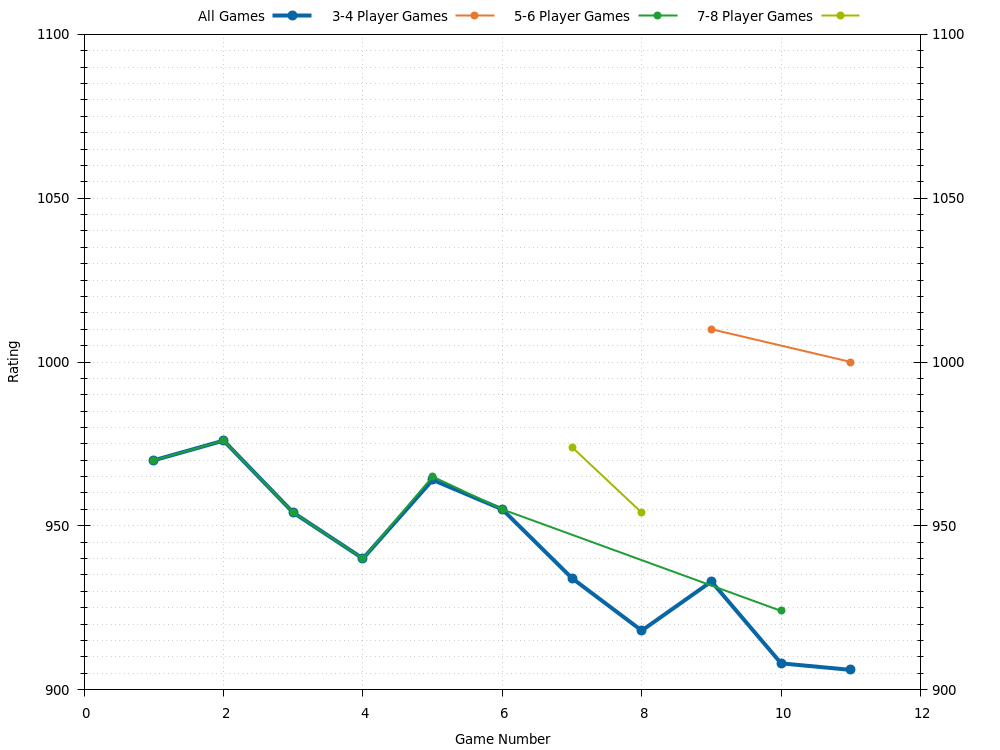 All Games 3-4 Player Games 5-6 Player Games 7-8 Player Games
1100 1100
1050 1050
Rating
1000 1000
950 950
900 900
0 2 4 6 8 10 12
Game Number